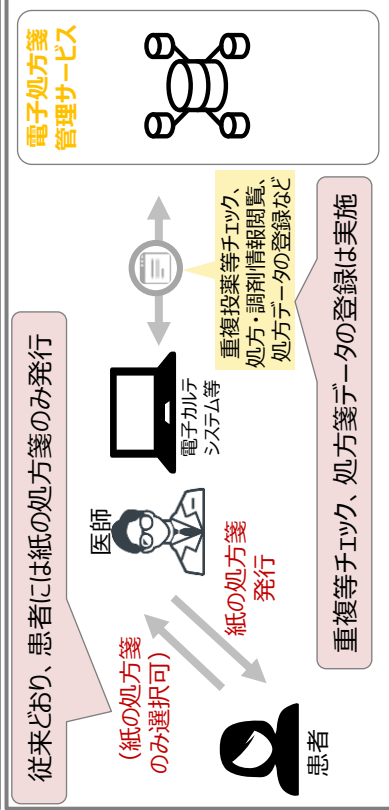 従来どおり、患者には紙の処方箋のみ発行
電子処方箋
管理サービス
医師
電子カルテ
システム等
重複投薬等チェック、
処方・調剤情報閲覧、
処方データの登録など
(紙の処方箋
のみ選択可)
紙の処方箋
発行
患者
重複等チェック、処方箋データの登録は実施